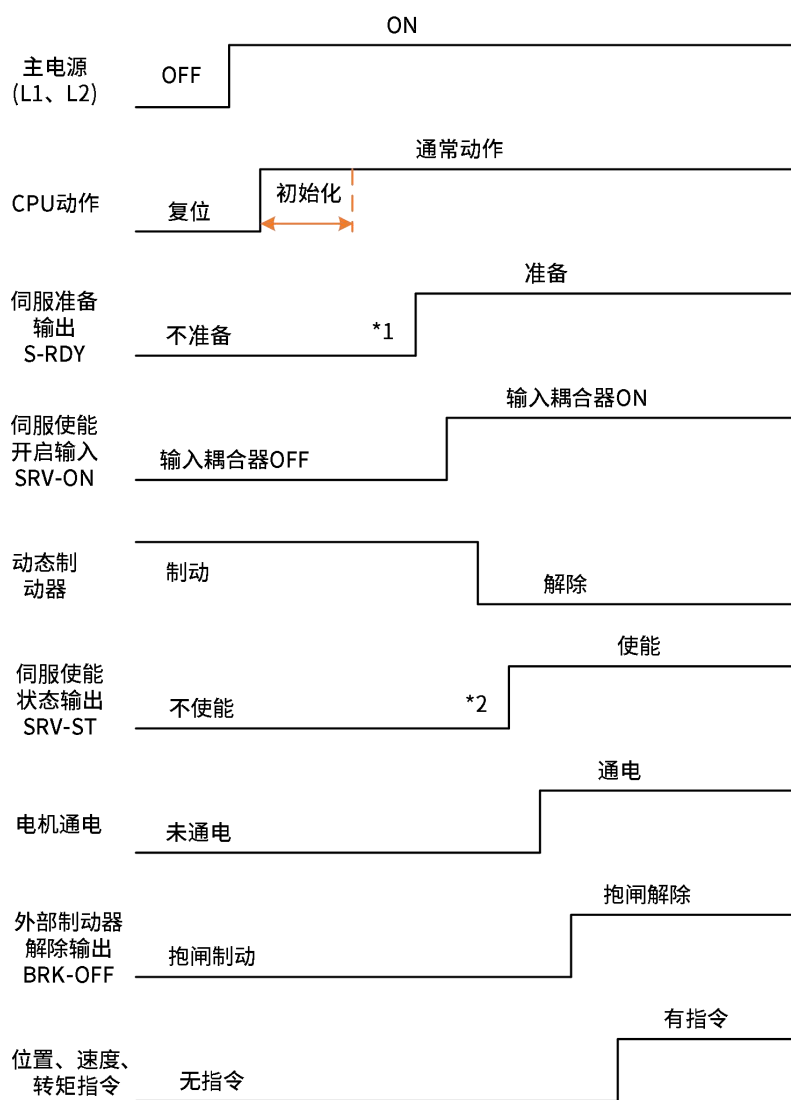 ON
主电源
(L1、L2)
OFF
通常动作
CPU动作
复位
初始化
准备
伺服准备
输出
S-RDY
不准备
*1
输入耦合器ON
伺服使能
开启输入
SRV-ON
输入耦合器OFF
动态制
动器
制动
解除
使能
伺服使能
状态输出
SRV-ST
不使能
*2
通电
电机通电
未通电
抱闸解除
外部制动器
解除输出
BRK-OFF
抱闸制动
有指令
位置、速度、
转矩指令
无指令